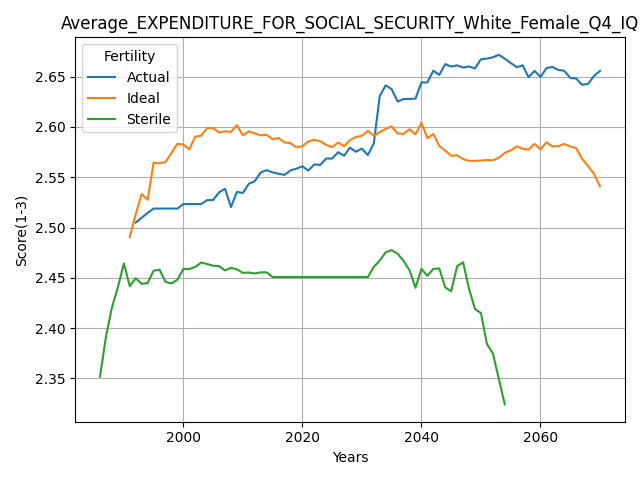 Average_EXPENDITURE_FOR_SOCIAL_SECURITY_White_Female_Q4_IQ
Fertility
Actual
Ideal
Sterile
Score(1-3)
2.65
2.60
2.55
2.50
2.45
2.40
2.35
2000 2020 2040 2060
Years